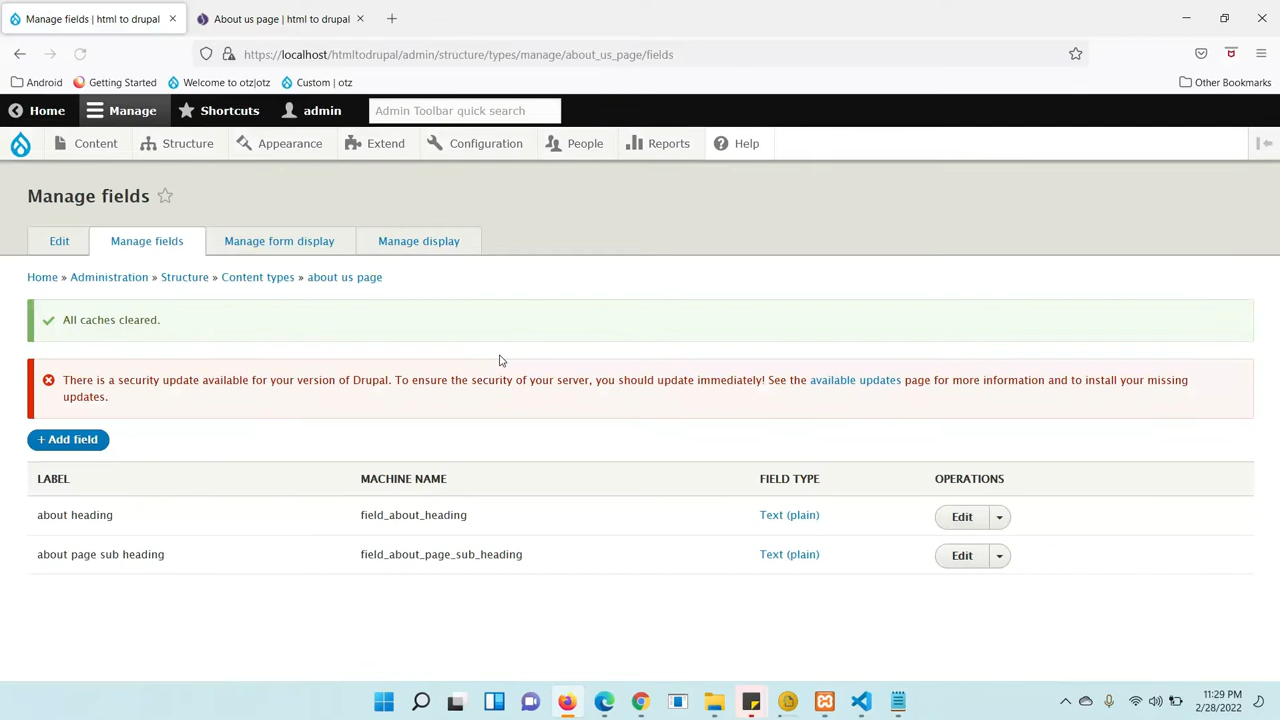 Manage fields | html to drupal
About us page | html to drupal
https://localhost/htmltodrupal/admin/structure/types/manage/about_us_page/fields
Android
Getting Started
Welcome to otz|otz
Custom | otz
Other Bookmarks
Home
Manage
Shortcuts
admin
Admin Toolbar quick search
Content
Structure
Appearance
Extend
Configuration
People
Reports
Help
Manage fields
Edit
Manage fields
Manage form display
Manage display
Home » Administration » Structure » Content types » about us page
All caches cleared.
There is a security update available for your version of Drupal. To ensure the security of your server, you should update immediately! See the available updates page for more information and to install your missing
updates.
+ Add field
LABEL MACHINE NAME FIELD TYPE OPERATIONS
about heading field_about_heading Text (plain) Edit
about page sub heading field_about_page_sub_heading Text (plain) Edit
11:29 PM
2/28/2022